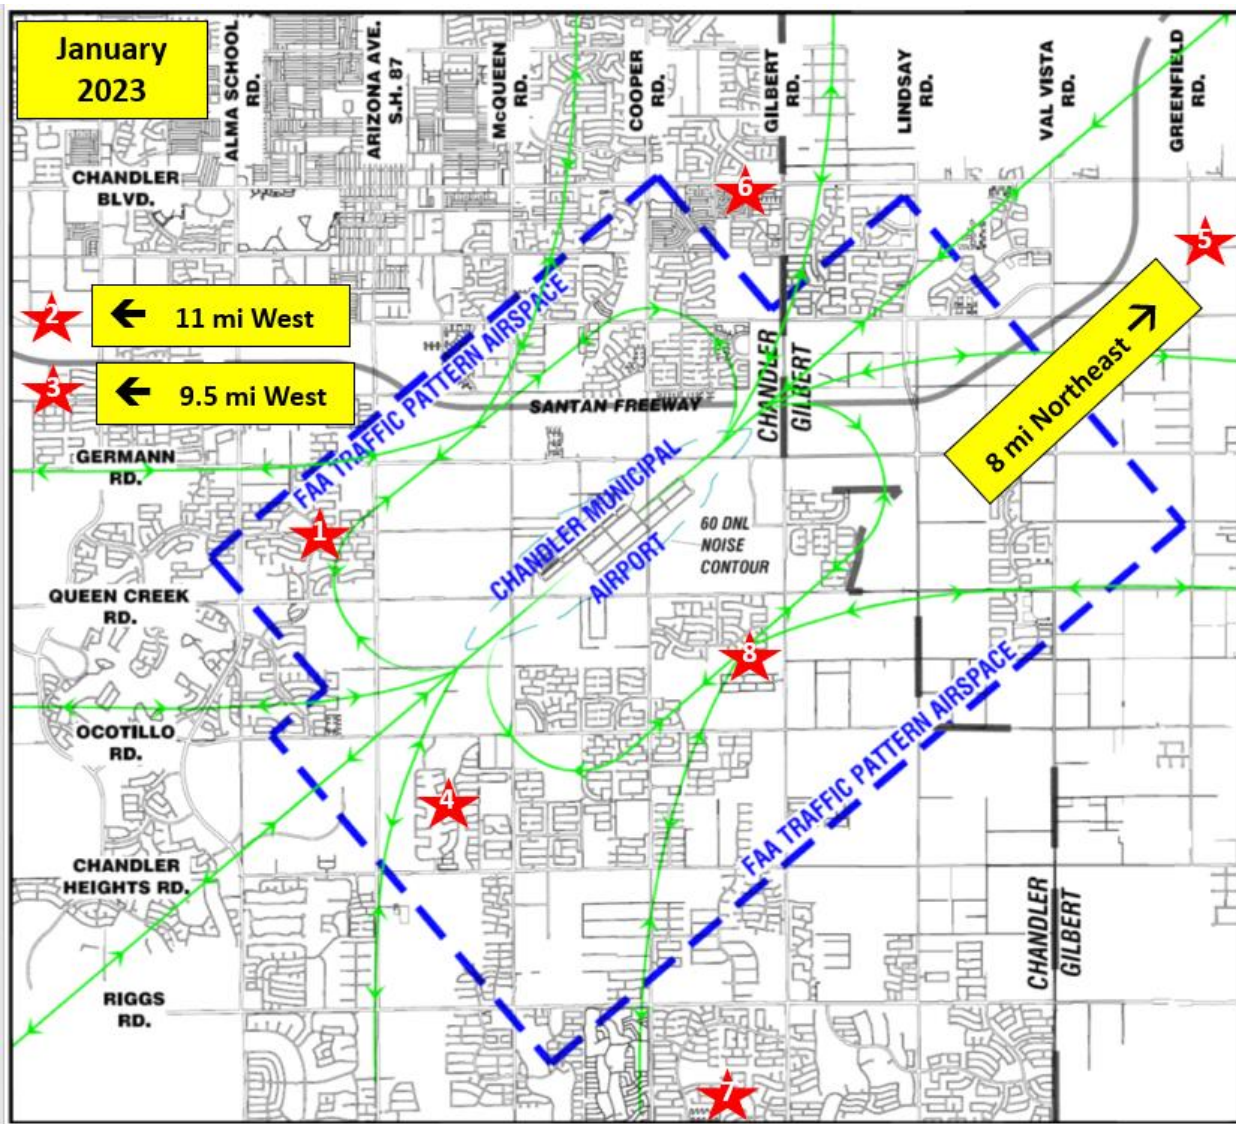 January
2023
ALMA SCHOOL
RD.
ARIZONA AVE.
S.H. 87
McQUEEN
RD.
COOPER
RD.
GILBERT
RD.
LINDSAY
RD.
VAL VISTA
RD.
GREENFIELD
RD.
CHANDLER
BLVD.
6
5
2
← 11 mi West
3
← 9.5 mi West
8 mi Northeast →
FAA TRAFFIC PATTERN AIRSPACE
CHANDLER
GILBERT
SANTAN FREEWAY
GERMANN
RD.
1
CHANDLER MUNICIPAL
AIRPORT
60 DNL
NOISE
CONTOUR
QUEEN CREEK
RD.
8
OCOTILLO
RD.
FAA TRAFFIC PATTERN AIRSPACE
4
CHANDLER
HEIGHTS RD.
CHANDLER
GILBERT
RIGGS
RD.
7